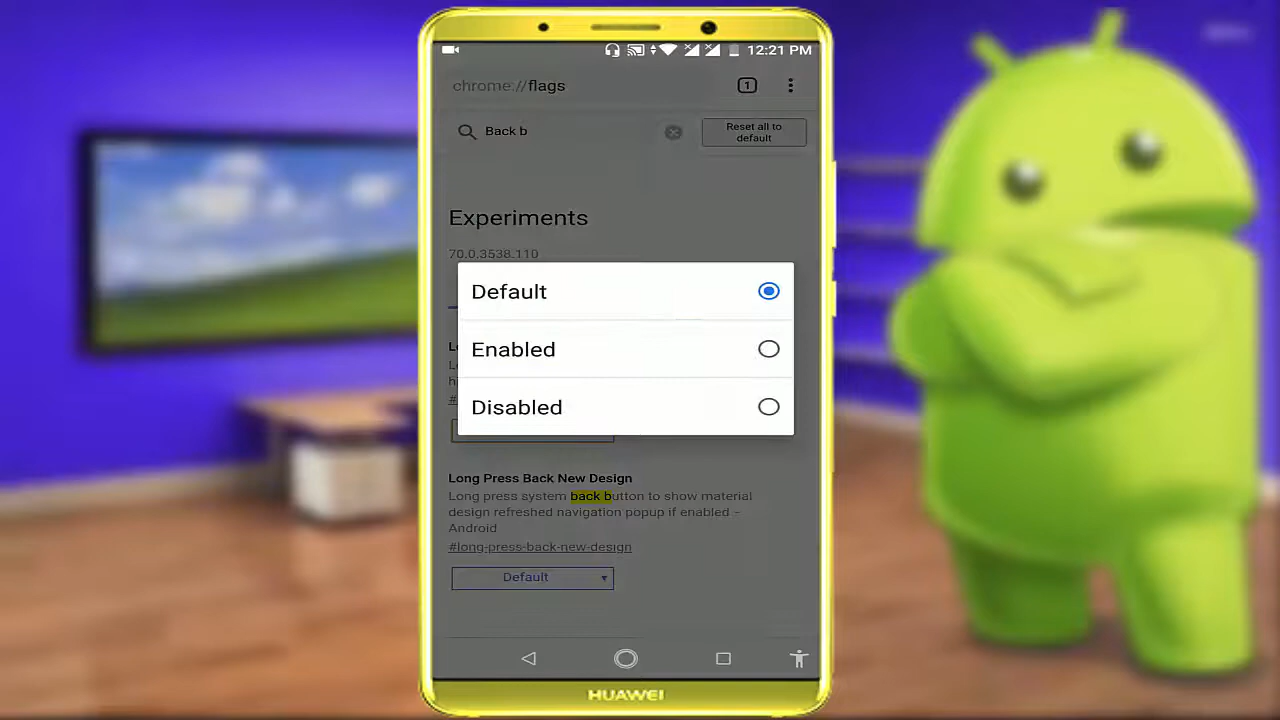 12:21 PM
chrome://flags
1
Back b
Reset all to
default
Experiments
70.0.3538.110
Default
Enabled
Disabled
Long Press Back New Design
Long press system back button to show material
design refreshed navigation popup if enabled –
Android
#long-press-back-new-design
Default
HUAWEI